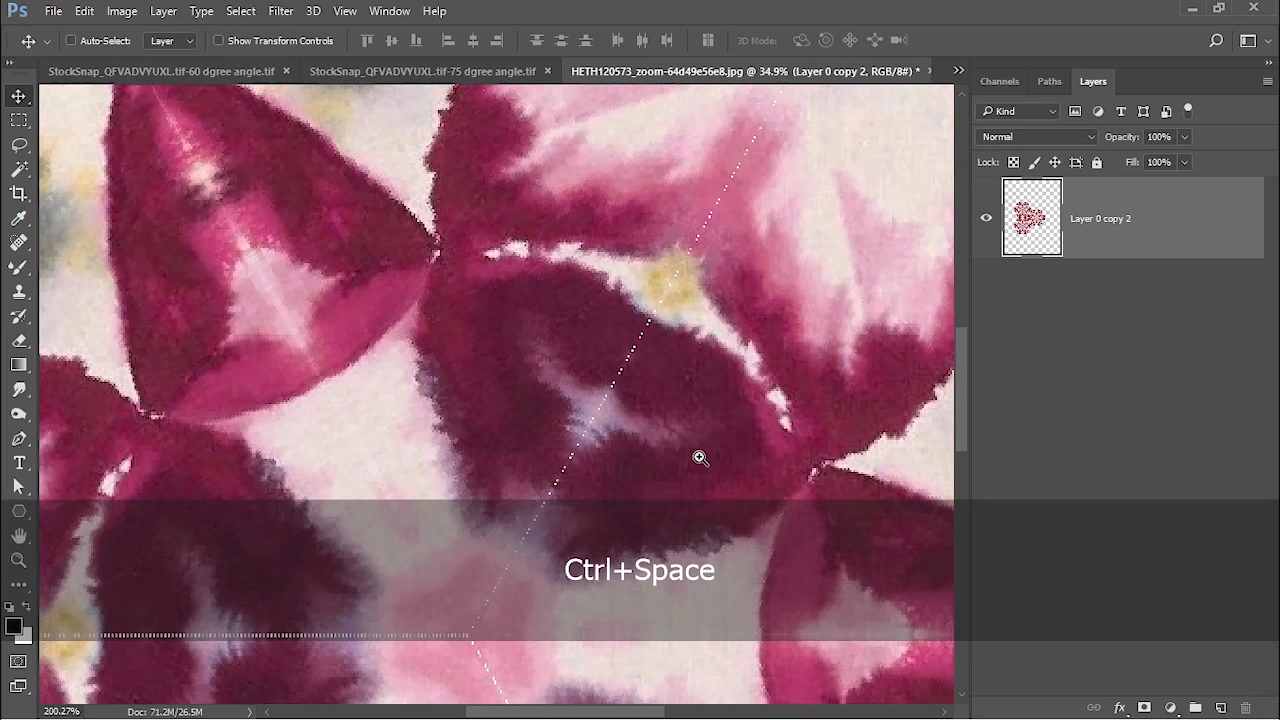 Ps File Edit Image Layer Type Select Filter 3D View Window Help
Auto-Select: Layer Show Transform Controls 3D Mode:
StockSnap_QFVADVYUXL.tif-60 dgree angle.tif × StockSnap_QFVADVYUXL.tif-75 dgree angle.tif × HETH120573_zoom-64d49e56e8.jpg @ 34.9% (Layer 0 copy 2, RGB/8#) *
Channels Paths Layers
Kind
Normal Opacity: 100%
Lock: Fill: 100%
Layer 0 copy 2
Ctrl+Space
200.27% Doc: 71.2M/26.5M